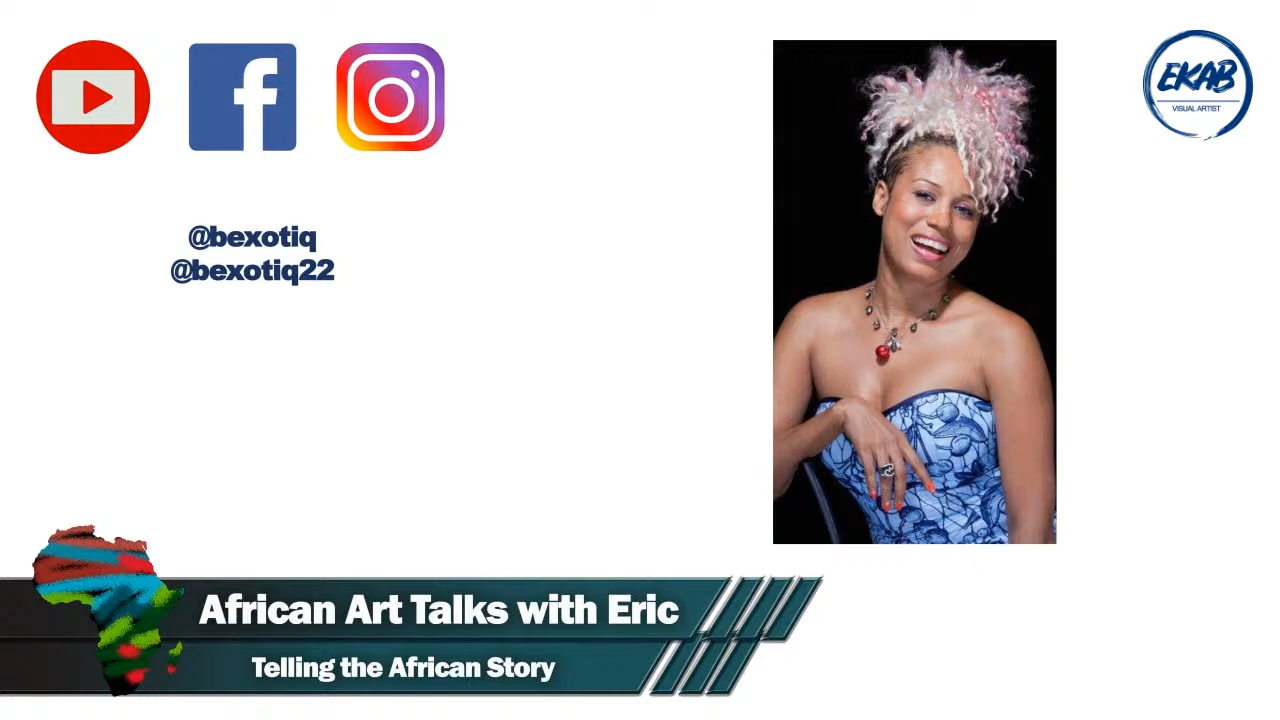 EKAB
VISUAL ARTIST
@bexotiq
@bexotiq22
African Art Talks with Eric
Telling the African Story